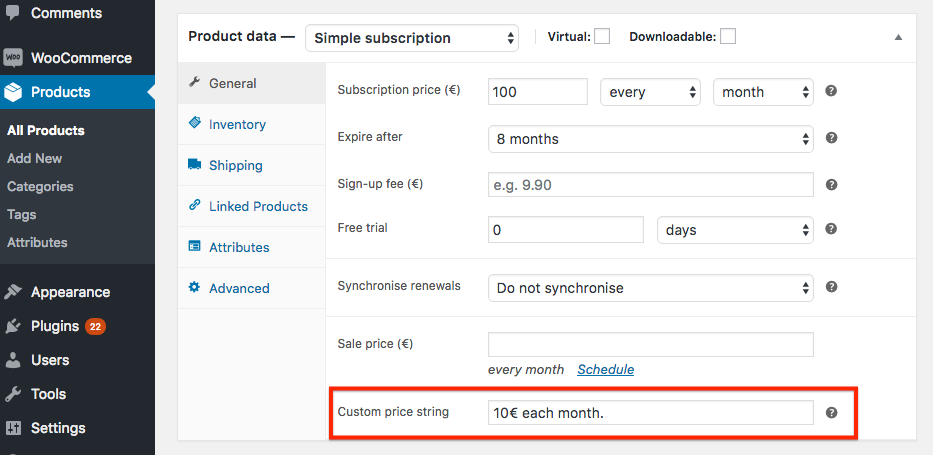 Comments
WOO WooCommerce
Products
All Products
Add New
Categories
Tags
Attributes
Appearance
Plugins 22
Users
Tools
Settings
Product data — Simple subscription Virtual: Downloadable:
General
Inventory
Shipping
Linked Products
Attributes
Advanced
Subscription price (€) 100 every month ?
Expire after 8 months ?
Sign-up fee (€) e.g. 9.90 ?
Free trial 0 days ?
Synchronise renewals Do not synchronise ?
Sale price (€)
every month Schedule
Custom price string 10€ each month. ?